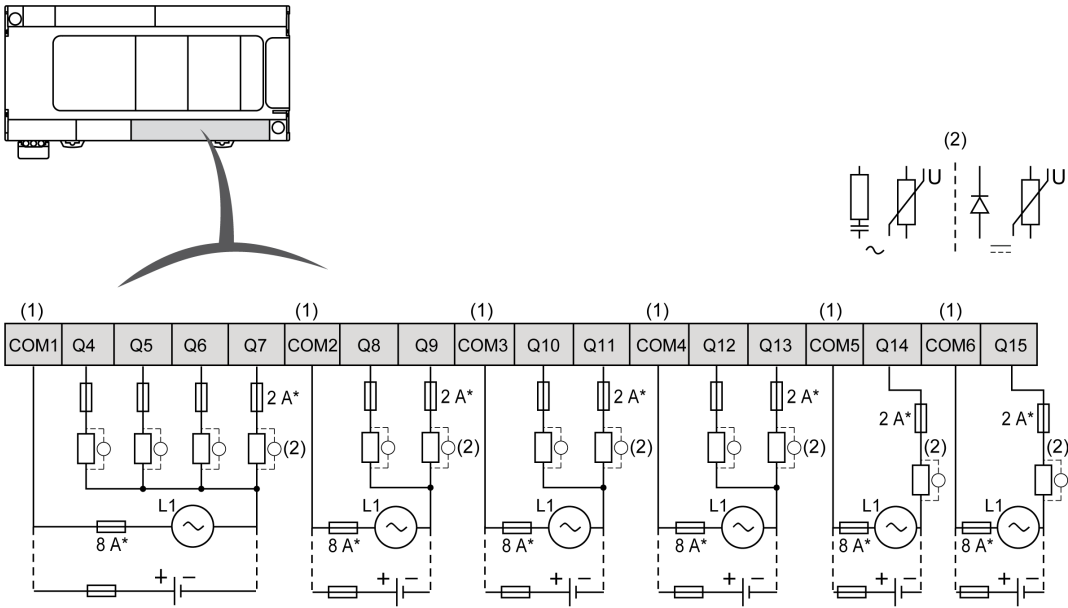 (2)
U U
(1) (1) (1) (1) (1) (1)
COM1 Q4 Q5 Q6 Q7 COM2 Q8 Q9 COM3 Q10 Q11 COM4 Q12 Q13 COM5 Q14 COM6 Q15
2 A* 2 A* 2 A* 2 A* 2 A* 2 A*
(2) (2) (2) (2) (2) (2)
L1 L1 L1 L1 L1 L1
8 A* 8 A* 8 A* 8 A* 8 A* 8 A*
+ − + − + − + − + − + −